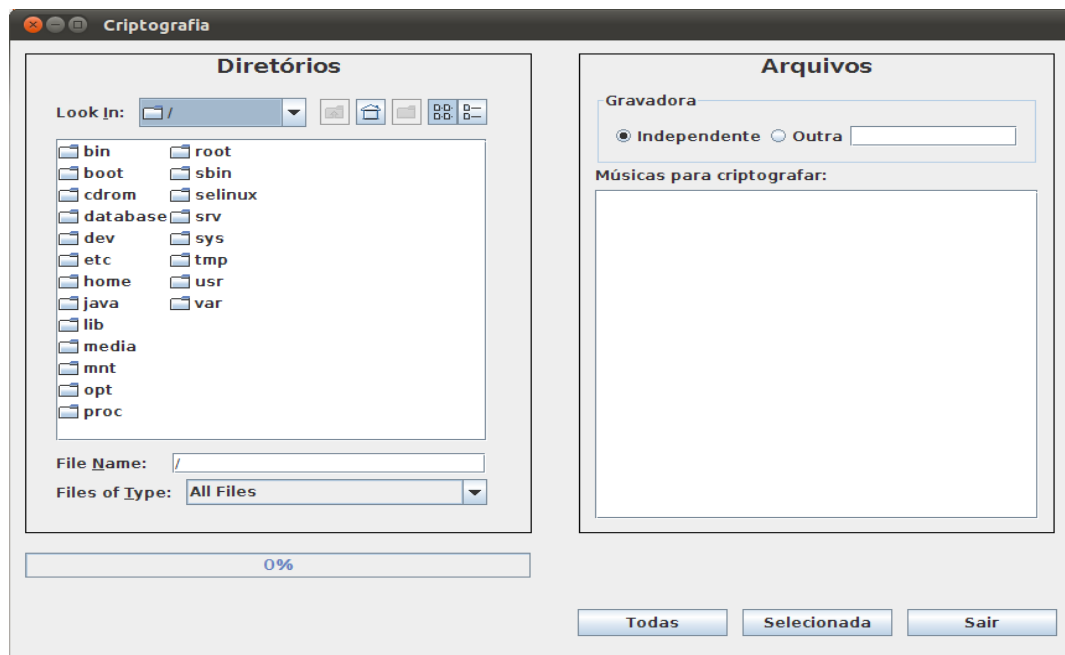 Criptografia
Diretórios
Look In: /
bin root
boot sbin
cdrom selinux
database srv
dev sys
etc tmp
home usr
java var
lib
media
mnt
opt
proc
File Name: /
Files of Type: All Files
0%
Arquivos
Gravadora
Independente Outra
Músicas para criptografar:
Todas Selecionada Sair